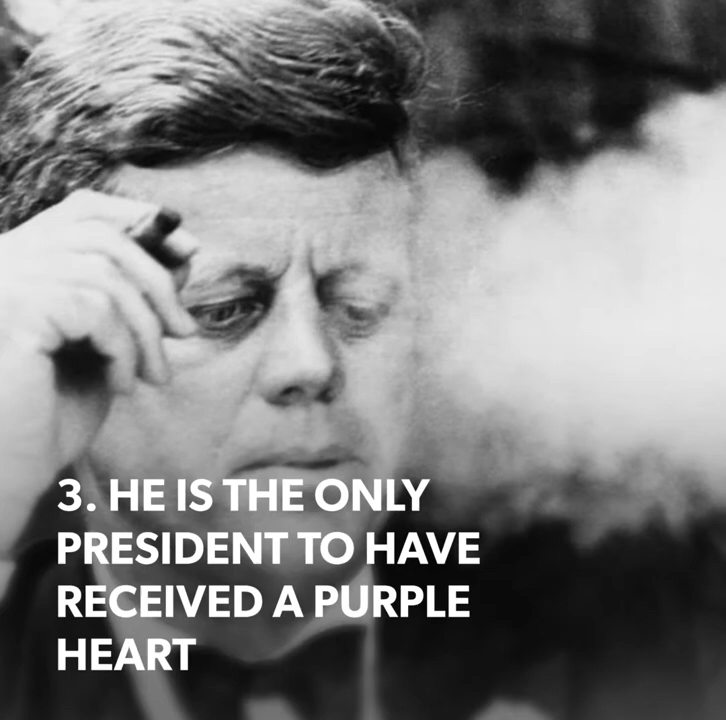 3. HE IS THE ONLY
PRESIDENT TO HAVE
RECEIVED A PURPLE
HEART